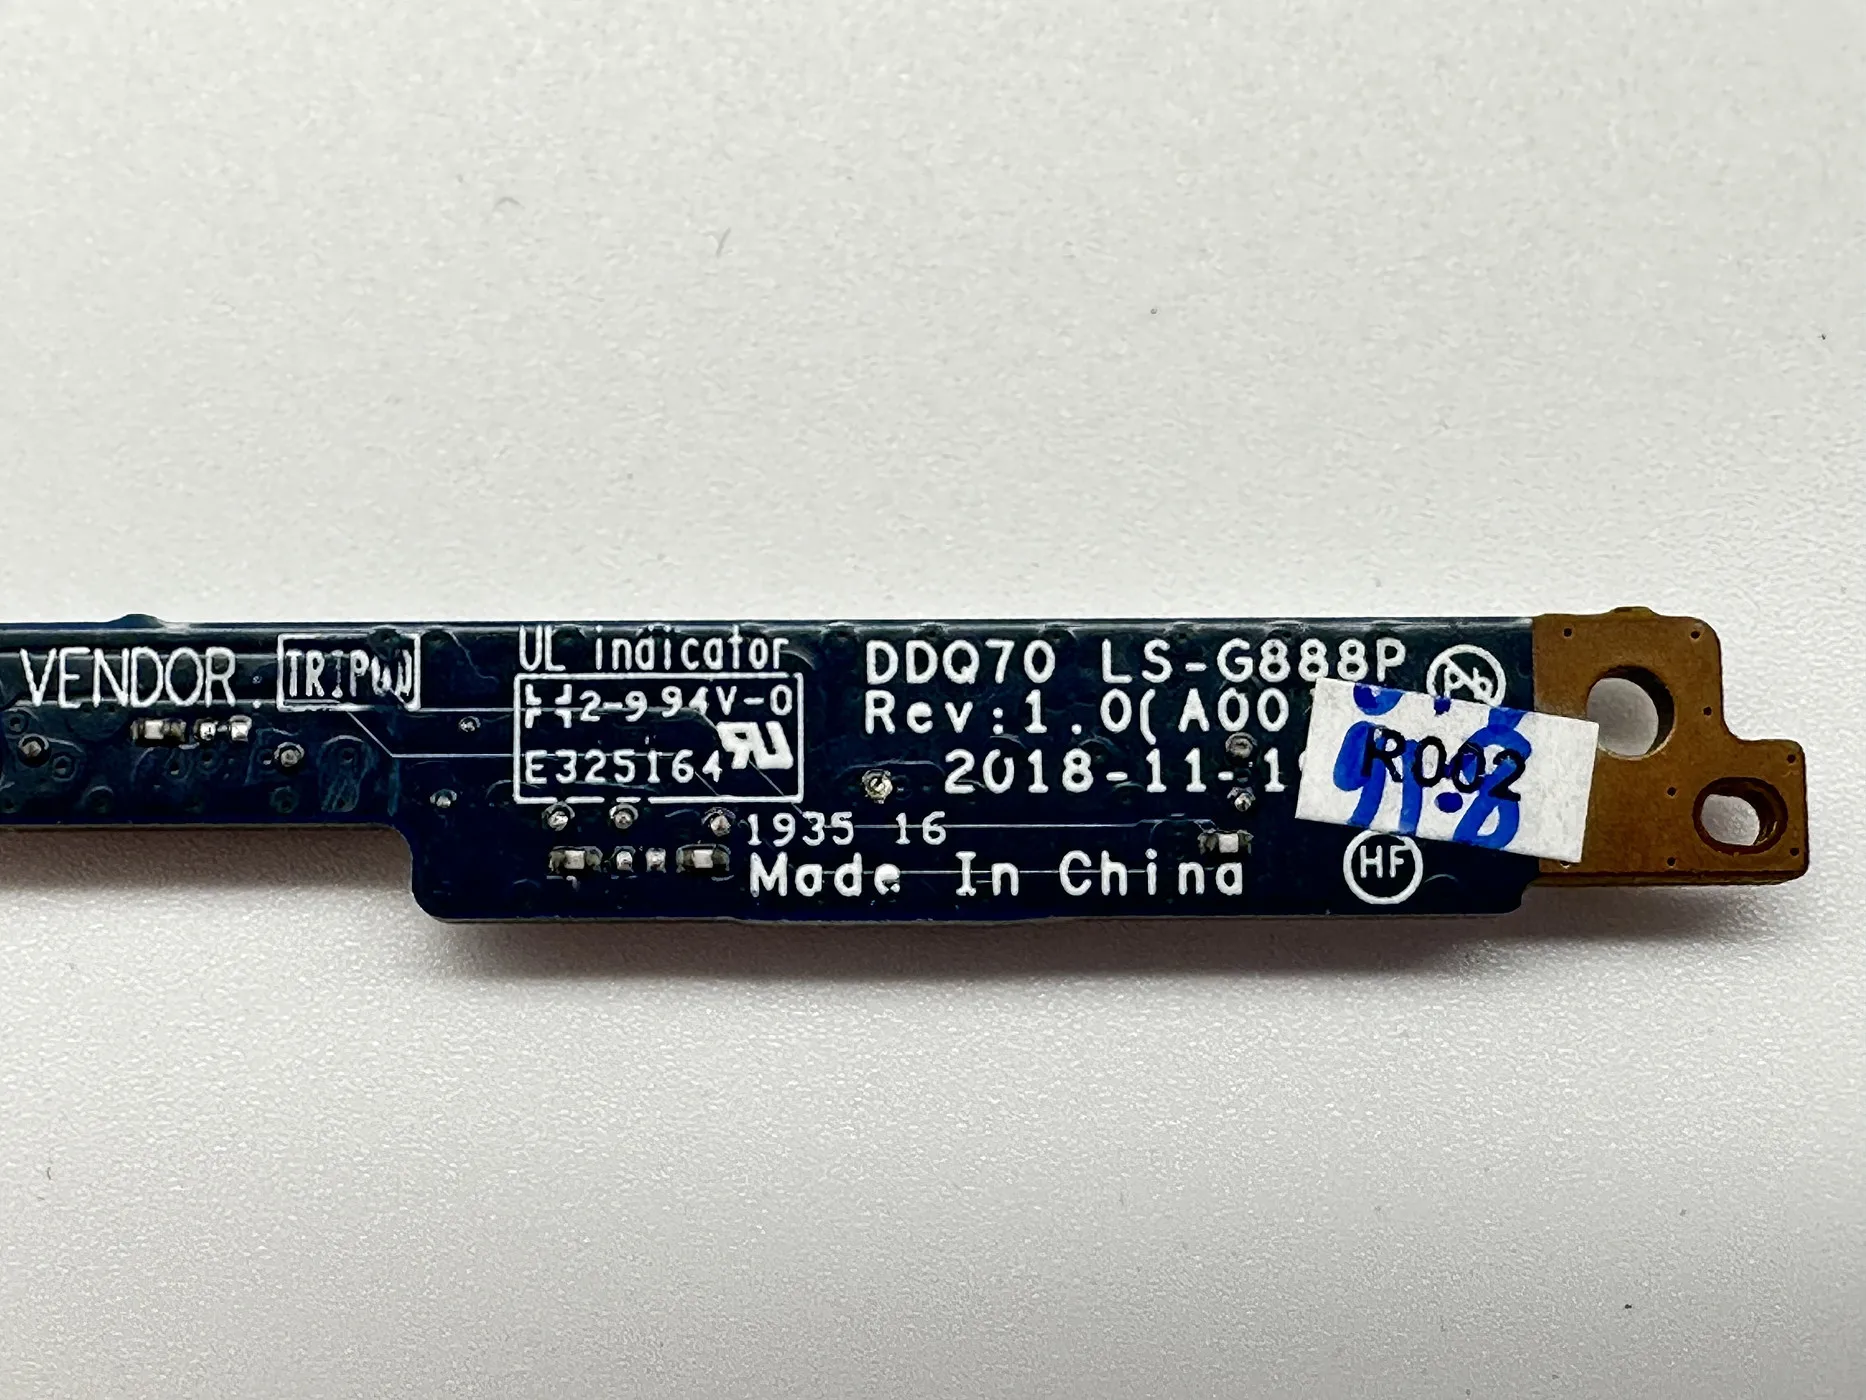 VENDOR. TRIPOD
UL indicator
2-9 94V-0
E325164
DDQ70 LS-G888P
Rev:1.0(A00
2018-11-1
Pb
R002
1935 16
Made In China
HF